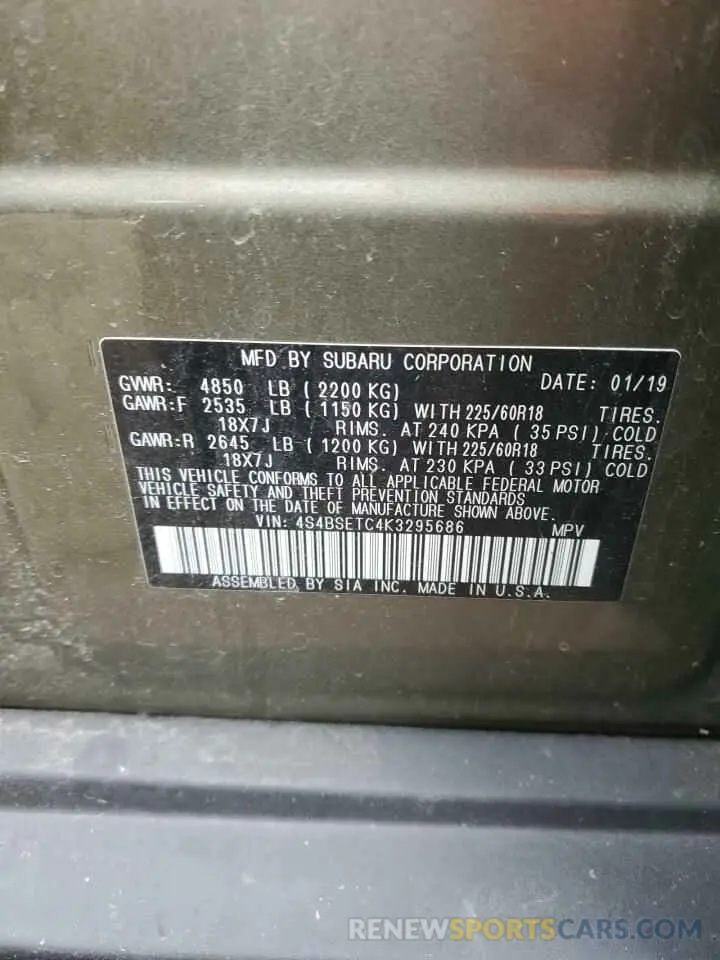 MFD BY SUBARU CORPORATION
GVWR: 4850 LB (2200 KG) DATE: 01/19
GAWR:F 2535 LB (1150 KG) WITH 225/60R18 TIRES.
18X7J RIMS. AT 240 KPA (35 PSI) COLD
GAWR:R 2645 LB (1200 KG) WITH 225/60R18 TIRES.
18X7J RIMS. AT 230 KPA (33 PSI) COLD
THIS VEHICLE CONFORMS TO ALL APPLICABLE FEDERAL MOTOR
VEHICLE SAFETY AND THEFT PREVENTION STANDARDS
IN EFFECT ON THE DATE OF MANUFACTURE SHOWN ABOVE.
VIN: 4S4BSETC4K3295686 MPV
ASSEMBLED BY SIA INC. MADE IN U.S.A.
RENEWSPORTSCARS.COM